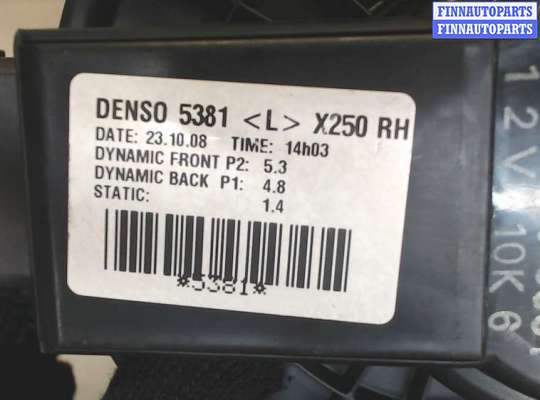 FINNAUTOPARTS
FINNAUTOPARTS
DENSO 5381 <L> X250 RH
DATE: 23.10.08 TIME: 14h03
DYNAMIC FRONT P2: 5.3
DYNAMIC BACK P1: 4.8
STATIC: 1.4
*5381*
12V
10K6